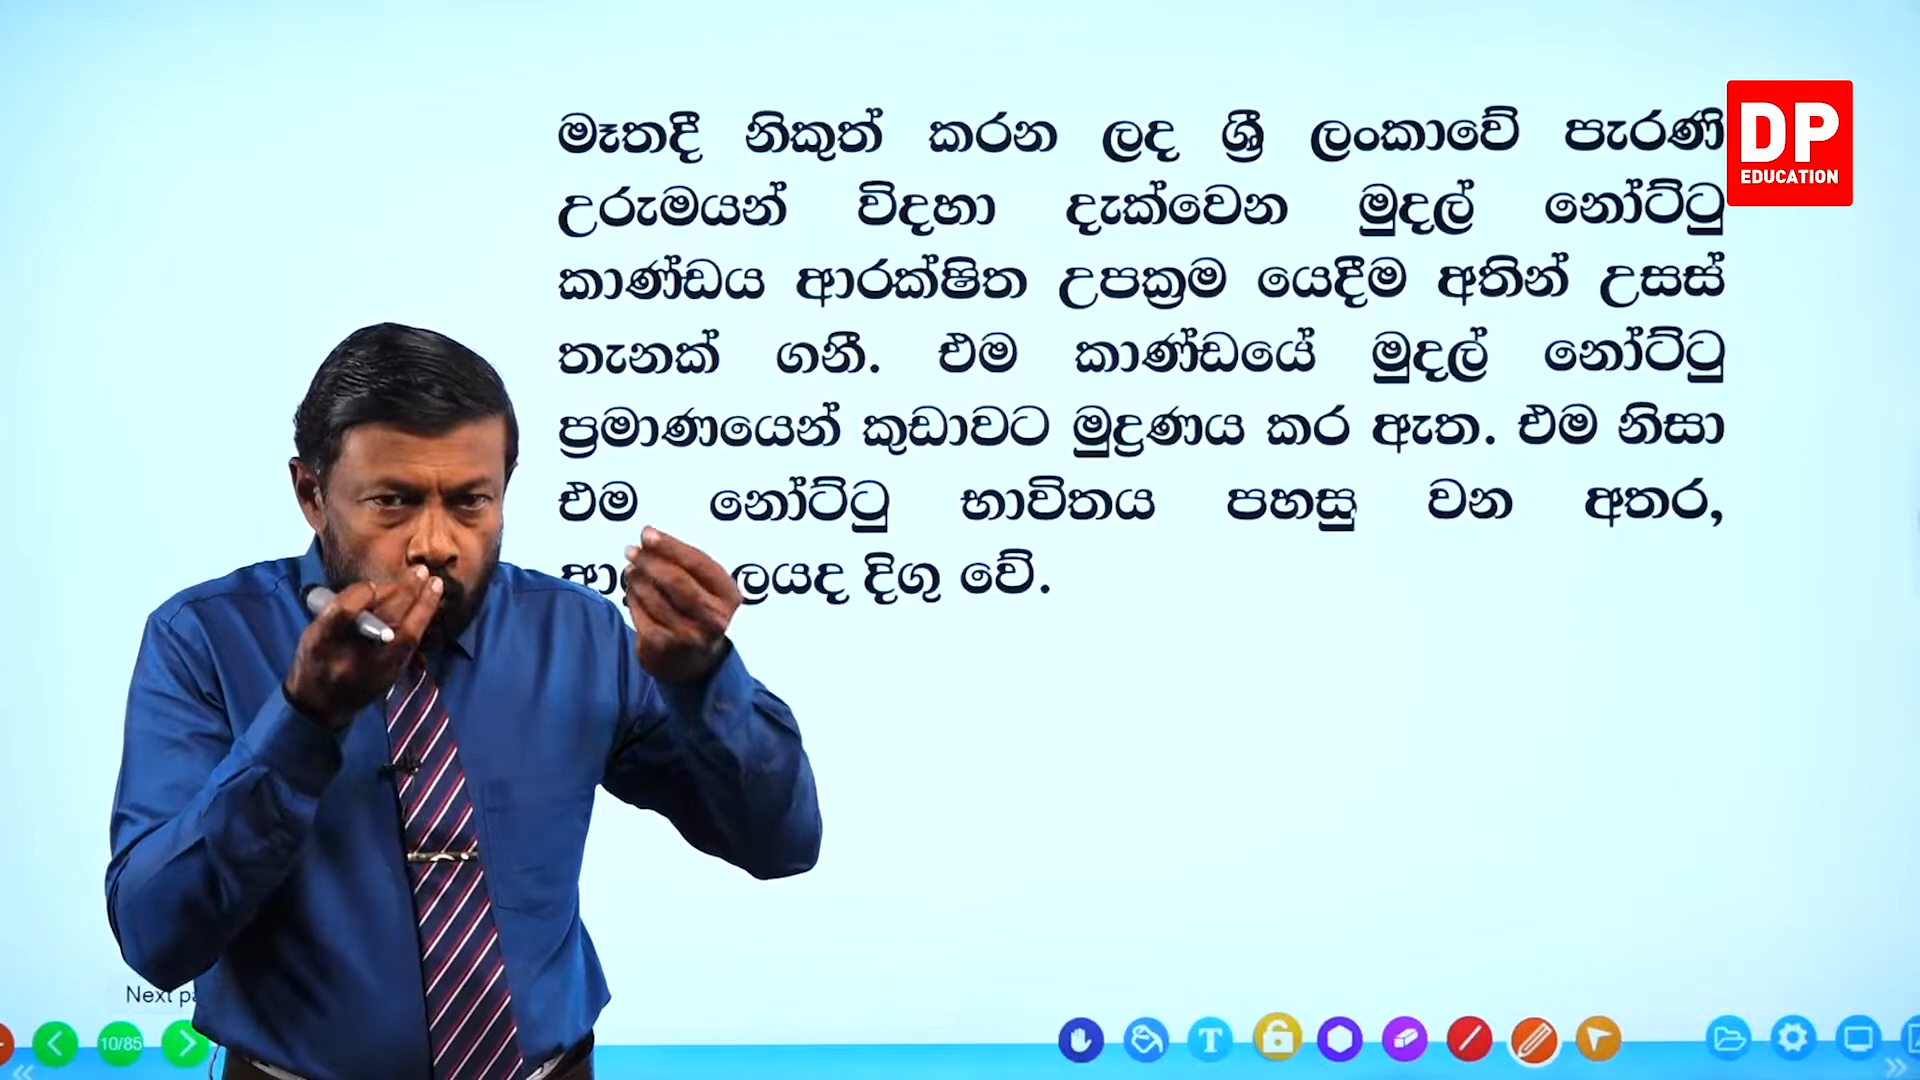 මෑතදී නිකුත් කරන ලද ශ්‍රී ලංකාවේ පැරණි
උරුමයන් විදහා දැක්වෙන මුදල් නෝට්ටු
කාණ්ඩය ආරක්ෂිත උපක්‍රම යෙදීම අතින් උසස්
තැනක් ගනී. එම කාණ්ඩයේ මුදල් නෝට්ටු
ප්‍රමාණයෙන් කුඩාවට මුද්‍රණය කර ඇත. එම නිසා
එම නෝට්ටු භාවිතය පහසු වන අතර,
දිගු වේ.
DP
EDUCATION
Next
10/85
T